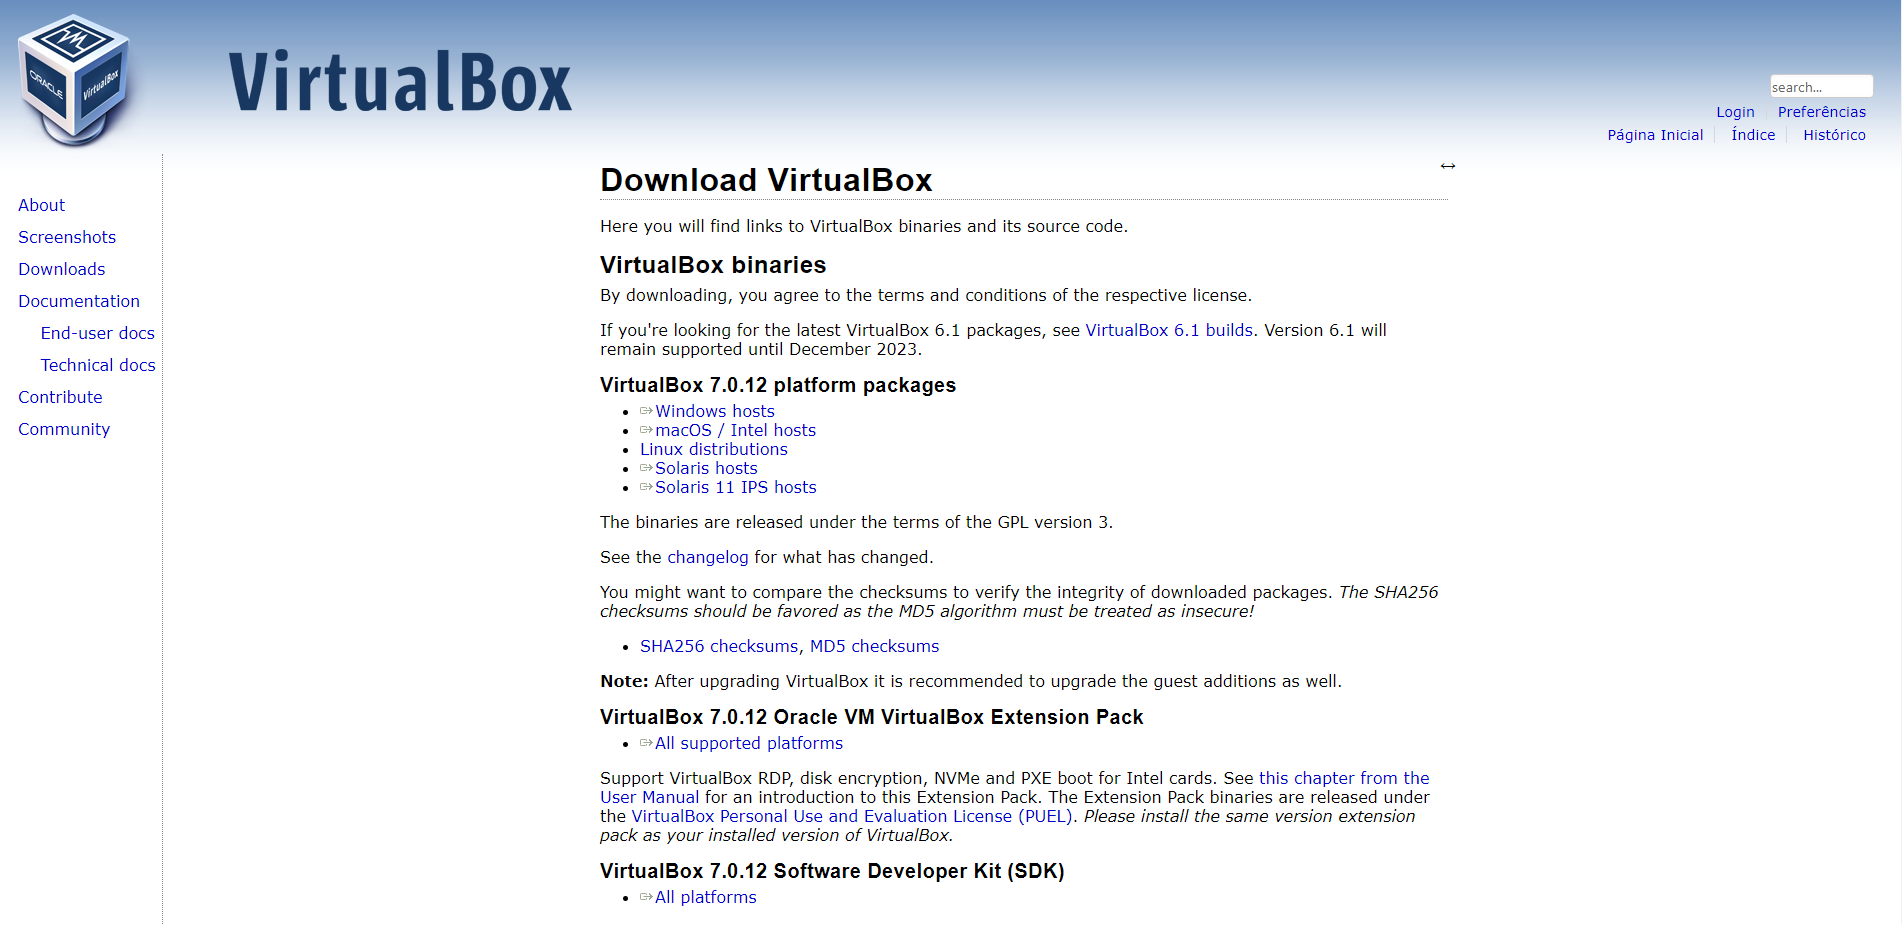 ORACLE
VirtualBox
VirtualBox
search...
Login
Preferências
Página Inicial
Índice
Histórico
About
Screenshots
Downloads
Documentation
End-user docs
Technical docs
Contribute
Community
Download VirtualBox
Here you will find links to VirtualBox binaries and its source code.
VirtualBox binaries
By downloading, you agree to the terms and conditions of the respective license.
If you're looking for the latest VirtualBox 6.1 packages, see VirtualBox 6.1 builds. Version 6.1 will
remain supported until December 2023.
VirtualBox 7.0.12 platform packages
Windows hosts
macOS / Intel hosts
Linux distributions
Solaris hosts
Solaris 11 IPS hosts
The binaries are released under the terms of the GPL version 3.
See the changelog for what has changed.
You might want to compare the checksums to verify the integrity of downloaded packages. The SHA256
checksums should be favored as the MD5 algorithm must be treated as insecure!
SHA256 checksums, MD5 checksums
Note: After upgrading VirtualBox it is recommended to upgrade the guest additions as well.
VirtualBox 7.0.12 Oracle VM VirtualBox Extension Pack
All supported platforms
Support VirtualBox RDP, disk encryption, NVMe and PXE boot for Intel cards. See this chapter from the
User Manual for an introduction to this Extension Pack. The Extension Pack binaries are released under
the VirtualBox Personal Use and Evaluation License (PUEL). Please install the same version extension
pack as your installed version of VirtualBox.
VirtualBox 7.0.12 Software Developer Kit (SDK)
All platforms